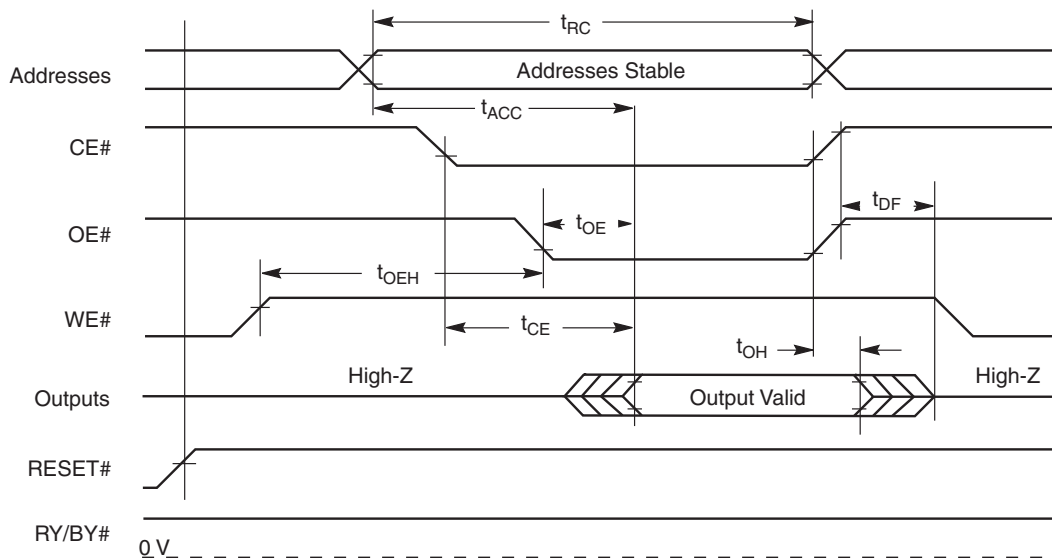 tRC
Addresses
Addresses Stable
tACC
CE#
tDF
OE#
tOE
tOEH
WE#
tCE
tOH
High-Z
High-Z
Outputs
Output Valid
RESET#
RY/BY#
0 V